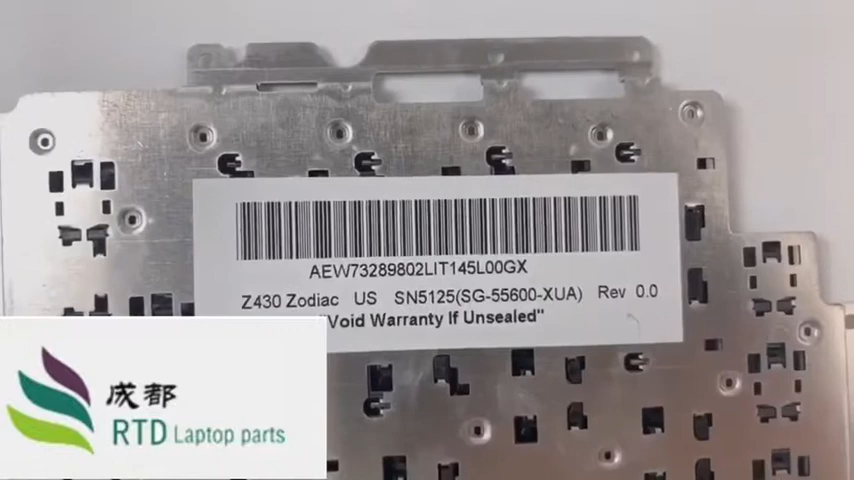 AEW73289802LIT145L00GX
Z430 Zodiac US SN5125(SG-55600-XUA) Rev 0.0
"Void Warranty If Unsealed"
成都
RTD Laptop parts